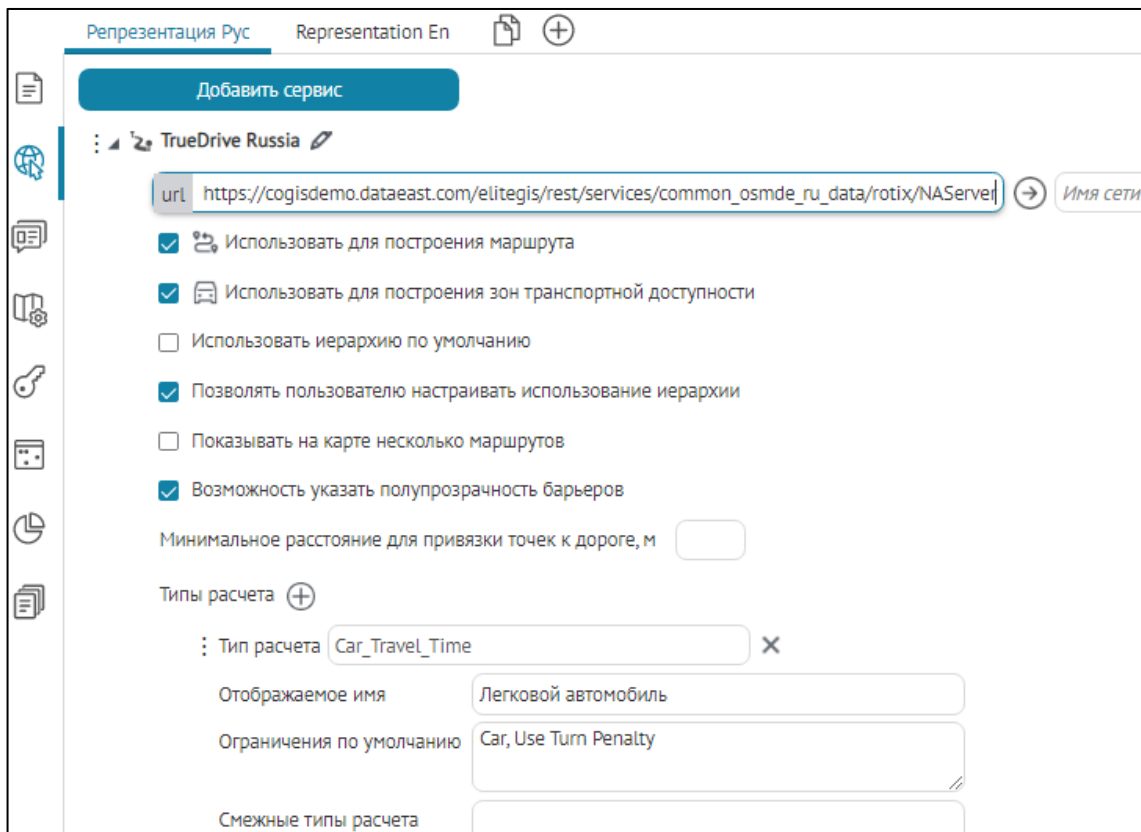 Репрезентация Рус Representation En
Добавить сервис
TrueDrive Russia
url https://cogisdemo.dataeast.com/elitegis/rest/services/common_osmde_ru_data/rotix/NAServer Имя сети
Использовать для построения маршрута
Использовать для построения зон транспортной доступности
Использовать иерархию по умолчанию
Позволять пользователю настраивать использование иерархии
Показывать на карте несколько маршрутов
Возможность указать полупрозрачность барьеров
Минимальное расстояние для привязки точек к дороге, м
Типы расчета
Тип расчета Car_Travel_Time
Отображаемое имя Легковой автомобиль
Ограничения по умолчанию Car, Use Turn Penalty
Смежные типы расчета